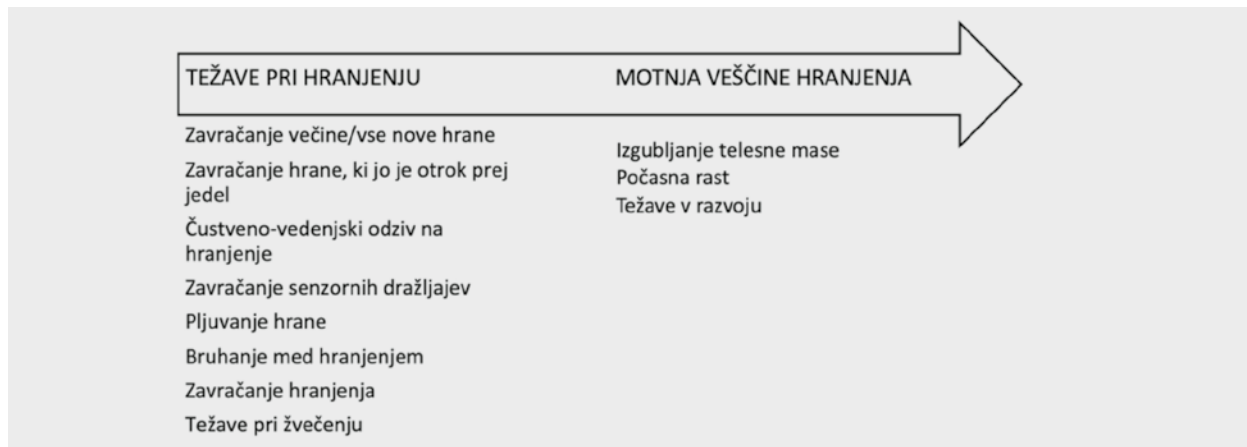 TEŽAVE PRI HRANJENJU
Zavračanje večine/vse nove hrane
Zavračanje hrane, ki jo je otrok prej
jedel
Čustveno-vedenjski odziv na
hranjenje
Zavračanje senzornih dražljajev
Pljuvanje hrane
Bruhanje med hranjenjem
Zavračanje hranjenja
Težave pri žvečenju
MOTNJA VEŠČINE HRANJENJA
Izgubljanje telesne mase
Počasna rast
Težave v razvoju